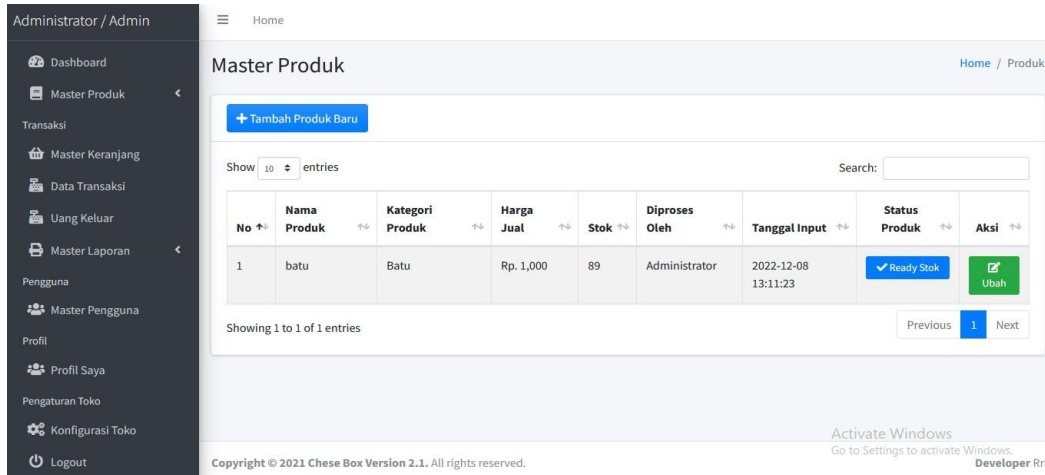 Administrator / Admin
Home
Dashboard
Master Produk
Transaksi
Master Keranjang
Data Transaksi
Uang Keluar
Master Laporan
Pengguna
Master Pengguna
Profil
Profil Saya
Pengaturan Toko
Konfigurasi Toko
Logout
Master Produk
Home / Produk
Tambah Produk Baru
Show 10 entries
Search:
No Nama Produk Kategori Produk Harga Jual Stok Diproses Oleh Tanggal Input Status Produk Aksi
1 batu Batu Rp. 1,000 89 Administrator 2022-12-08 13:11:23 Ready Stok Ubah
Showing 1 to 1 of 1 entries
Previous 1 Next
Activate Windows
Go to Settings to activate Windows.
Copyright © 2021 Chese Box Version 2.1. All rights reserved.
Developer Rr